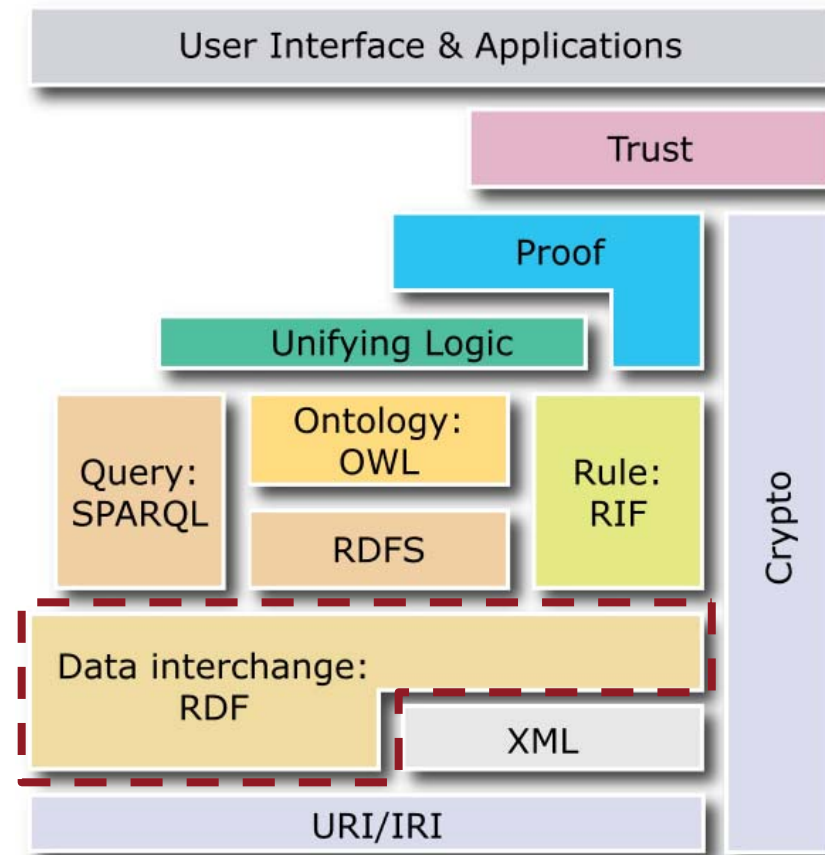 User Interface & Applications
Trust
Proof
Unifying Logic
Query:
SPARQL
Ontology:
OWL
RDFS
Rule:
RIF
Crypto
Data interchange:
RDF
XML
URI/IRI